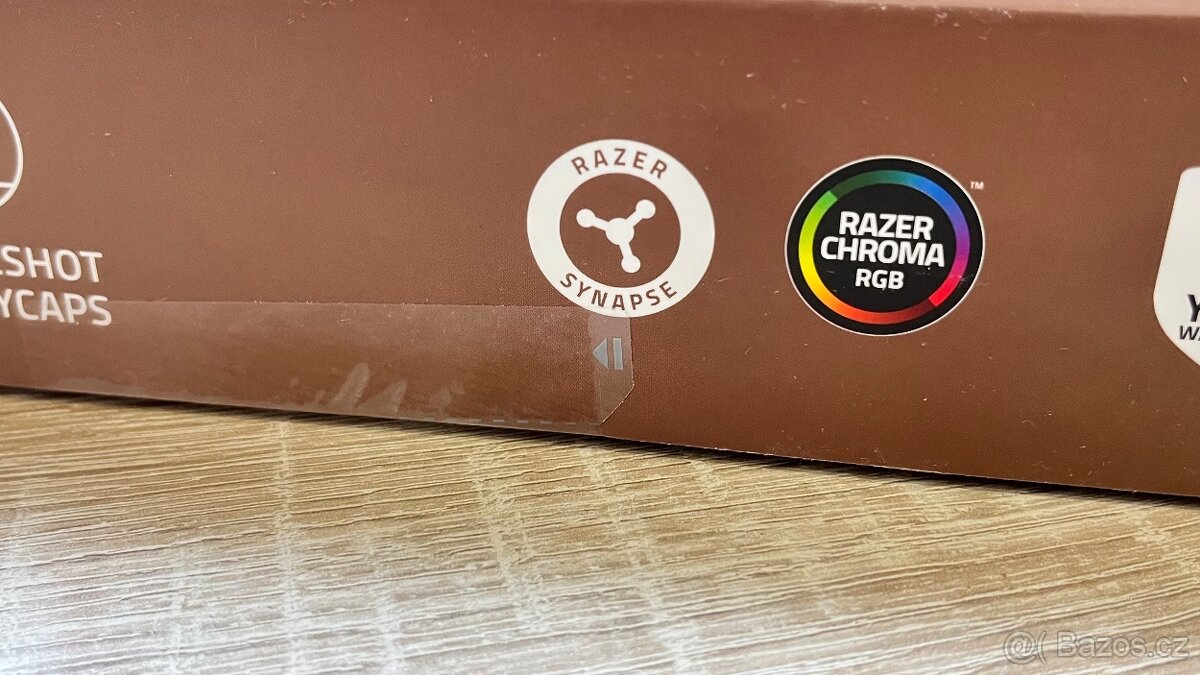 RAZER
SYNAPSE
RAZER
CHROMA
RGB
™
SHOT
YCAPS
@( Bazos.cz